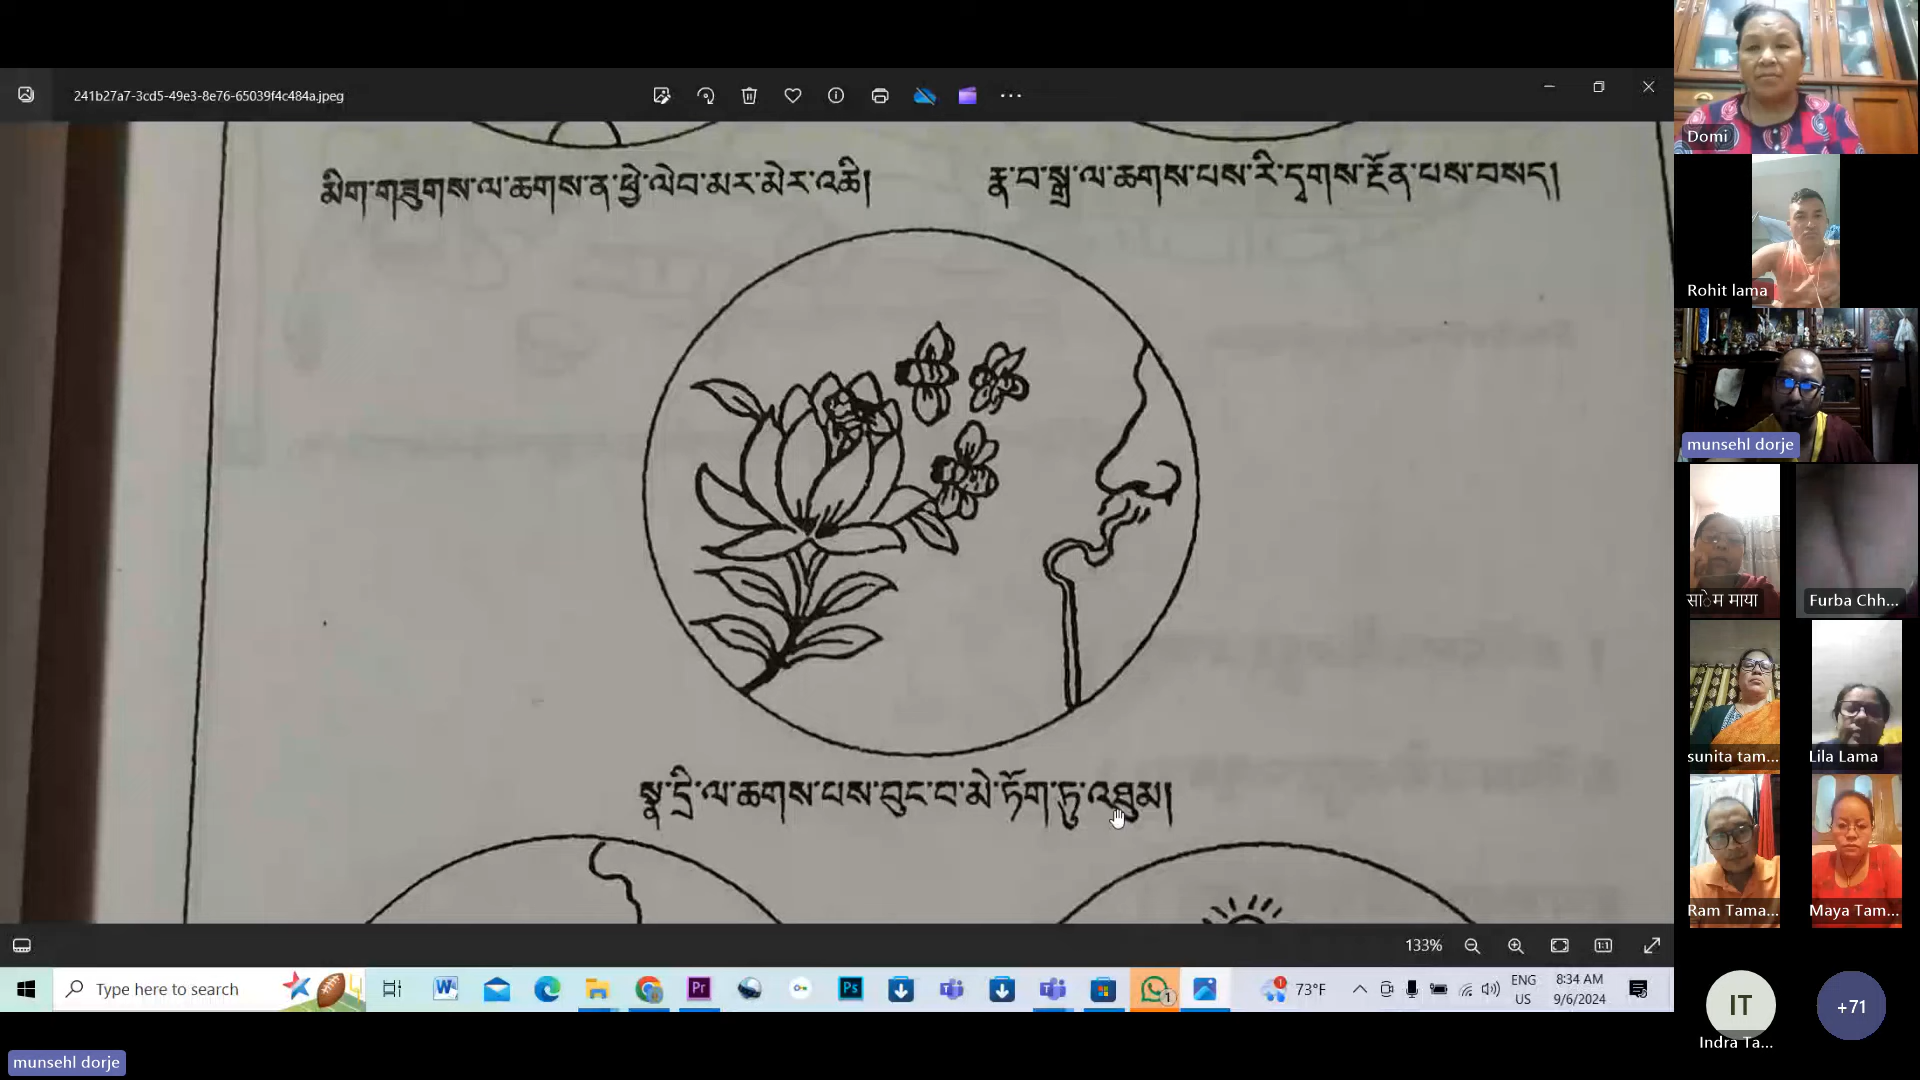 241b27a7-3cd5-49e3-8e76-65039f4c484a.jpeg
མིག་གཟུགས་ལ་ཆགས་ན་ཕྱེ་ལེབ་མར་མེར་འཆི།
རྣ་བ་སྒྲ་ལ་ཆགས་པས་རི་དྭགས་རྔོན་པས་བསད།
སྣ་དྲི་ལ་ཆགས་པས་བུང་བ་མེ་ཏོག་ཏུ་འཐུམ།
133%
Type here to search
73°F
ENG
US
8:34 AM
9/6/2024
munsehl dorje
Domi
Rohit lama
munsehl dorje
साेम माया
Furba Chh...
sunita tam...
Lila Lama
Ram Tama...
Maya Tam...
IT
Indra Ta...
+71